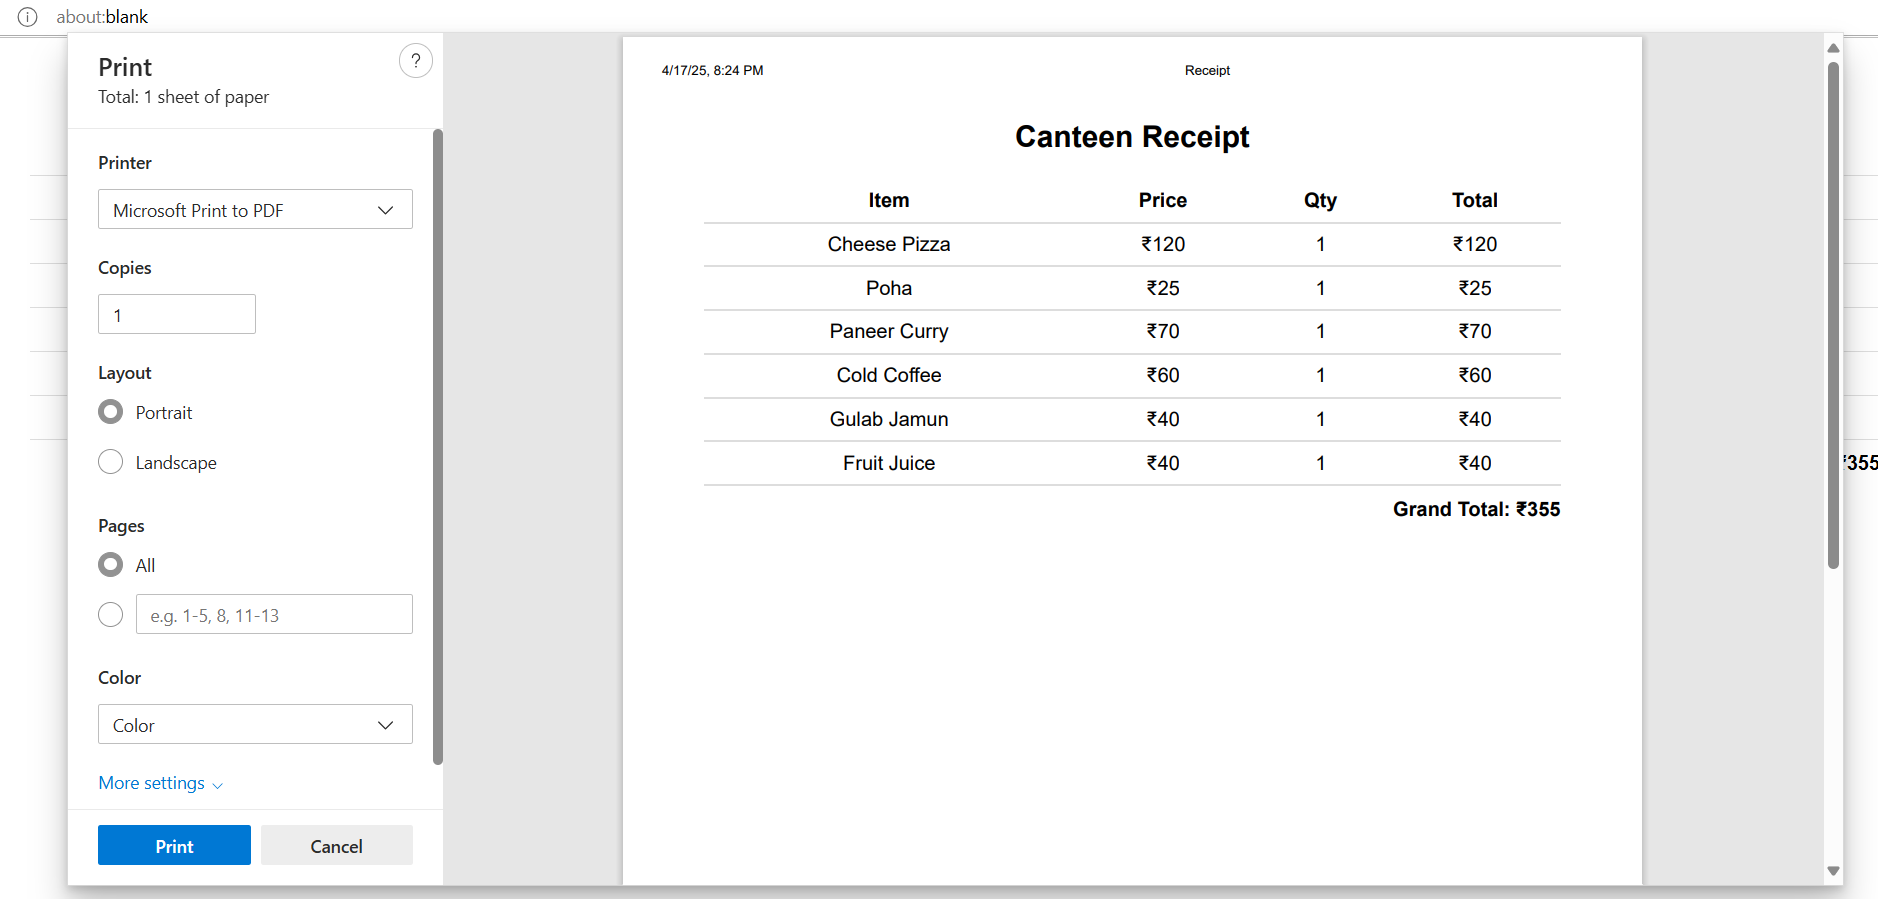 about:blank
Print
?
Total: 1 sheet of paper
Printer
Microsoft Print to PDF
Copies
1
Layout
Portrait
Landscape
Pages
All
e.g. 1-5, 8, 11-13
Color
Color
More settings
Print Cancel
4/17/25, 8:24 PM Receipt
Canteen Receipt
Item Price Qty Total
Cheese Pizza ₹120 1 ₹120
Poha ₹25 1 ₹25
Paneer Curry ₹70 1 ₹70
Cold Coffee ₹60 1 ₹60
Gulab Jamun ₹40 1 ₹40
Fruit Juice ₹40 1 ₹40
Grand Total: ₹355
₹355